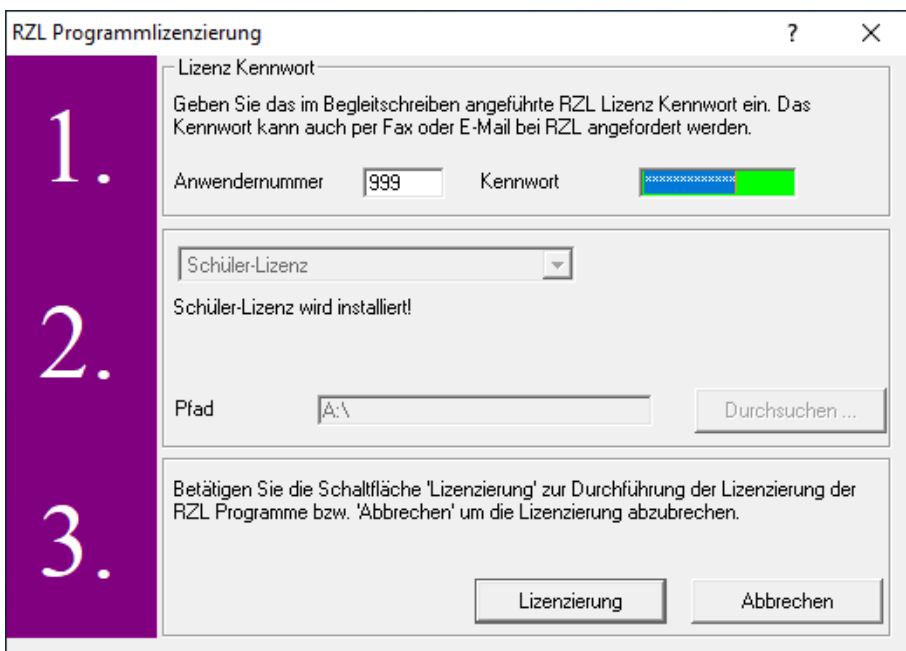 RZL Programmlizenzierung ? X
1.
Lizenz Kennwort
Geben Sie das im Begleitschreiben angeführte RZL Lizenz Kennwort ein. Das
Kennwort kann auch per Fax oder E-Mail bei RZL angefordert werden.
Anwendernummer 999 Kennwort *************
2.
Schüler-Lizenz
Schüler-Lizenz wird installiert!
Pfad A:\ Durchsuchen ...
3.
Betätigen Sie die Schaltfläche 'Lizenzierung' zur Durchführung der Lizenzierung der
RZL Programme bzw. 'Abbrechen' um die Lizenzierung abzubrechen.
Lizenzierung Abbrechen